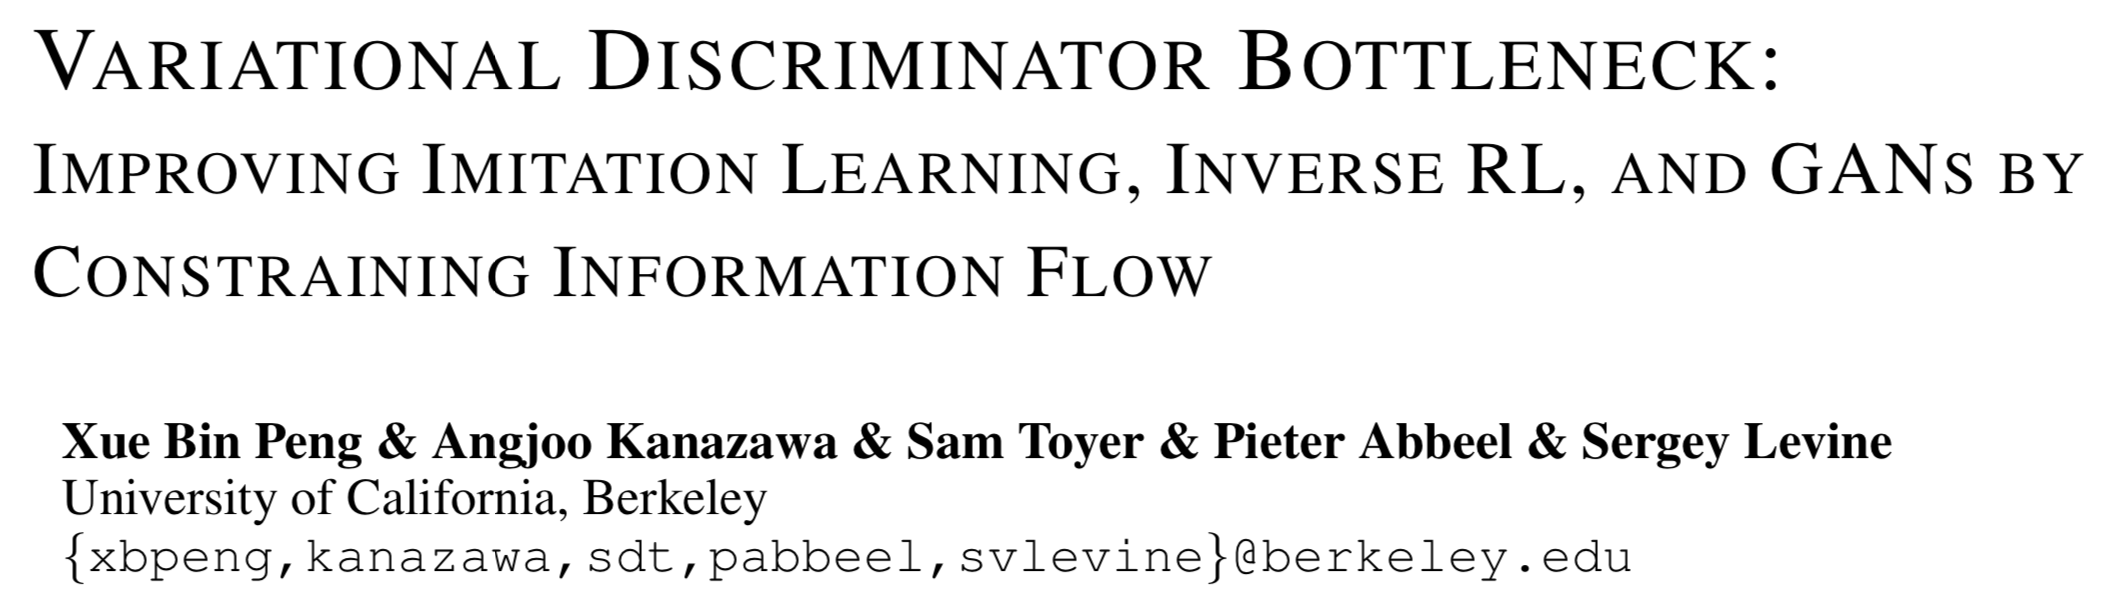 VARIATIONAL DISCRIMINATOR BOTTLENECK:
IMPROVING IMITATION LEARNING, INVERSE RL, AND GANS BY
CONSTRAINING INFORMATION FLOW
Xue Bin Peng & Angjoo Kanazawa & Sam Toyer & Pieter Abbeel & Sergey Levine
University of California, Berkeley
{xbpeng,kanazawa,sdt,pabbeel,svlevine}@berkeley.edu